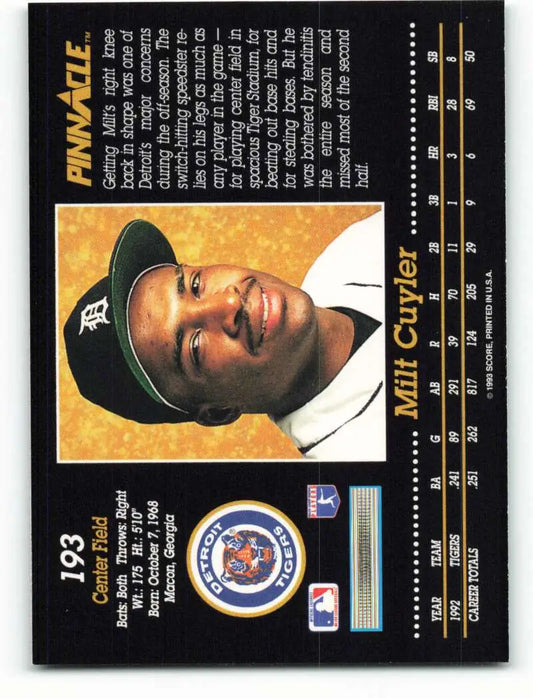 193
Center Field
Bats: Both Throws: Right
Wt.: 175 Ht.: 5'10"
Born: October 7, 1968
Macon, Georgia
DETROIT
TIGERS
D
PINNACLE™
Getting Milt's right knee
back in shape was one of
Detroit's major concerns
during the off-season. The
switch-hitting speedster re-
lies on his legs as much as
any player in the game —
for playing center field in
spacious Tiger Stadium, for
beating out base hits and
for stealing bases. But he
was bothered by tendinitis
the entire season and
missed most of the second
half.
Milt Cuyler
YEAR TEAM BA G AB R H 2B 3B HR RBI SB
1992 TIGERS .241 89 291 39 70 11 1 3 28 8
CAREER TOTALS .251 262 817 124 205 29 9 6 69 50
© 1993 SCORE, PRINTED IN U.S.A.